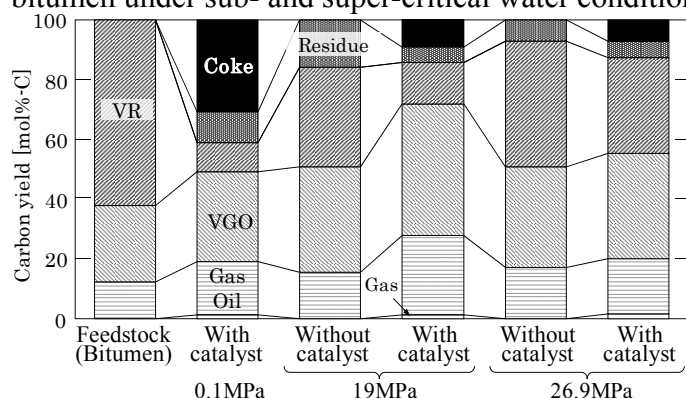 bitumen under sub- and super-critical water condition
Carbon yield [mol%-C]
100
80
60
40
20
0
VR
Coke
VGO
Gas
Oil
Residue
Gas
Feedstock
(Bitumen)
With
catalyst
Without
catalyst
With
catalyst
Without
catalyst
With
catalyst
0.1MPa
19MPa
26.9MPa